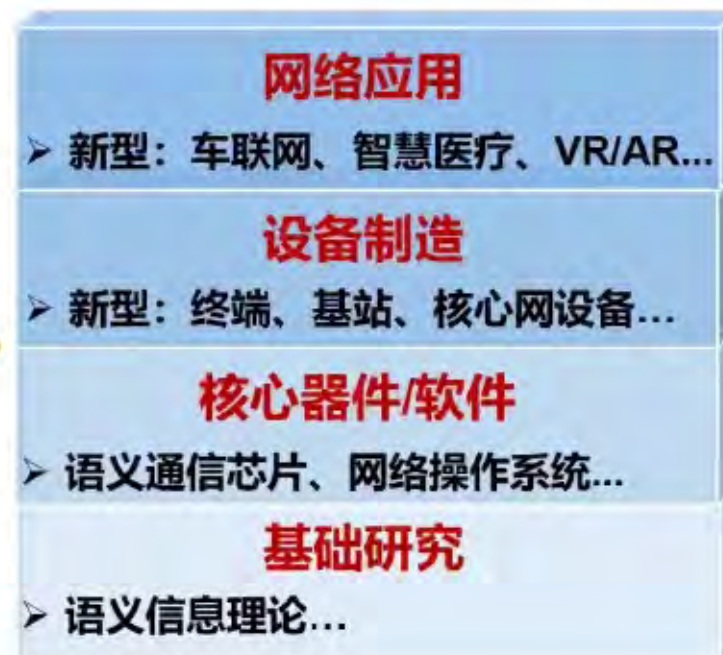 网络应用
➢ 新型：车联网、智慧医疗、VR/AR...
设备制造
➢ 新型：终端、基站、核心网设备…
核心器件/软件
➢ 语义通信芯片、网络操作系统...
基础研究
➢ 语义信息理论…